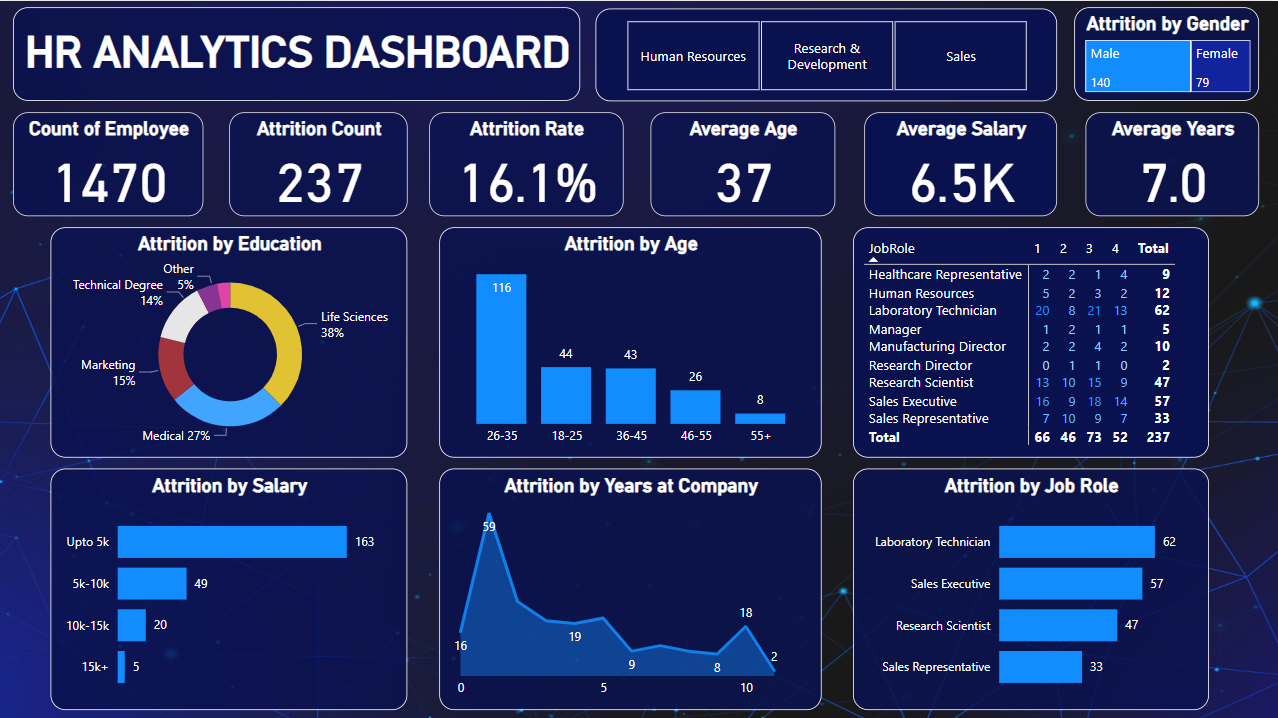 HR ANALYTICS DASHBOARD
Human Resources
Research &
Development
Sales
Attrition by Gender
Male
Female
140
79
Count of Employee
1470
Attrition Count
237
Attrition Rate
16.1%
Average Age
37
Average Salary
6.5K
Average Years
7.0
Attrition by Education
Other
5%
Technical Degree
14%
Life Sciences
38%
Marketing
15%
Medical 27%
Attrition by Age
116
44
43
26
8
26-35 18-25 36-45 46-55 55+
JobRole 1 2 3 4 Total
Healthcare Representative 2 2 1 4 9
Human Resources 5 2 3 2 12
Laboratory Technician 20 8 21 13 62
Manager 1 2 1 1 5
Manufacturing Director 2 2 4 2 10
Research Director 0 1 1 0 2
Research Scientist 13 10 15 9 47
Sales Executive 16 9 18 14 57
Sales Representative 7 10 9 7 33
Total 66 46 73 52 237
Attrition by Salary
Upto 5k 163
5k-10k 49
10k-15k 20
15k+ 5
Attrition by Years at Company
59
16
19
9
8
18
2
0 5 10
Attrition by Job Role
Laboratory Technician 62
Sales Executive 57
Research Scientist 47
Sales Representative 33